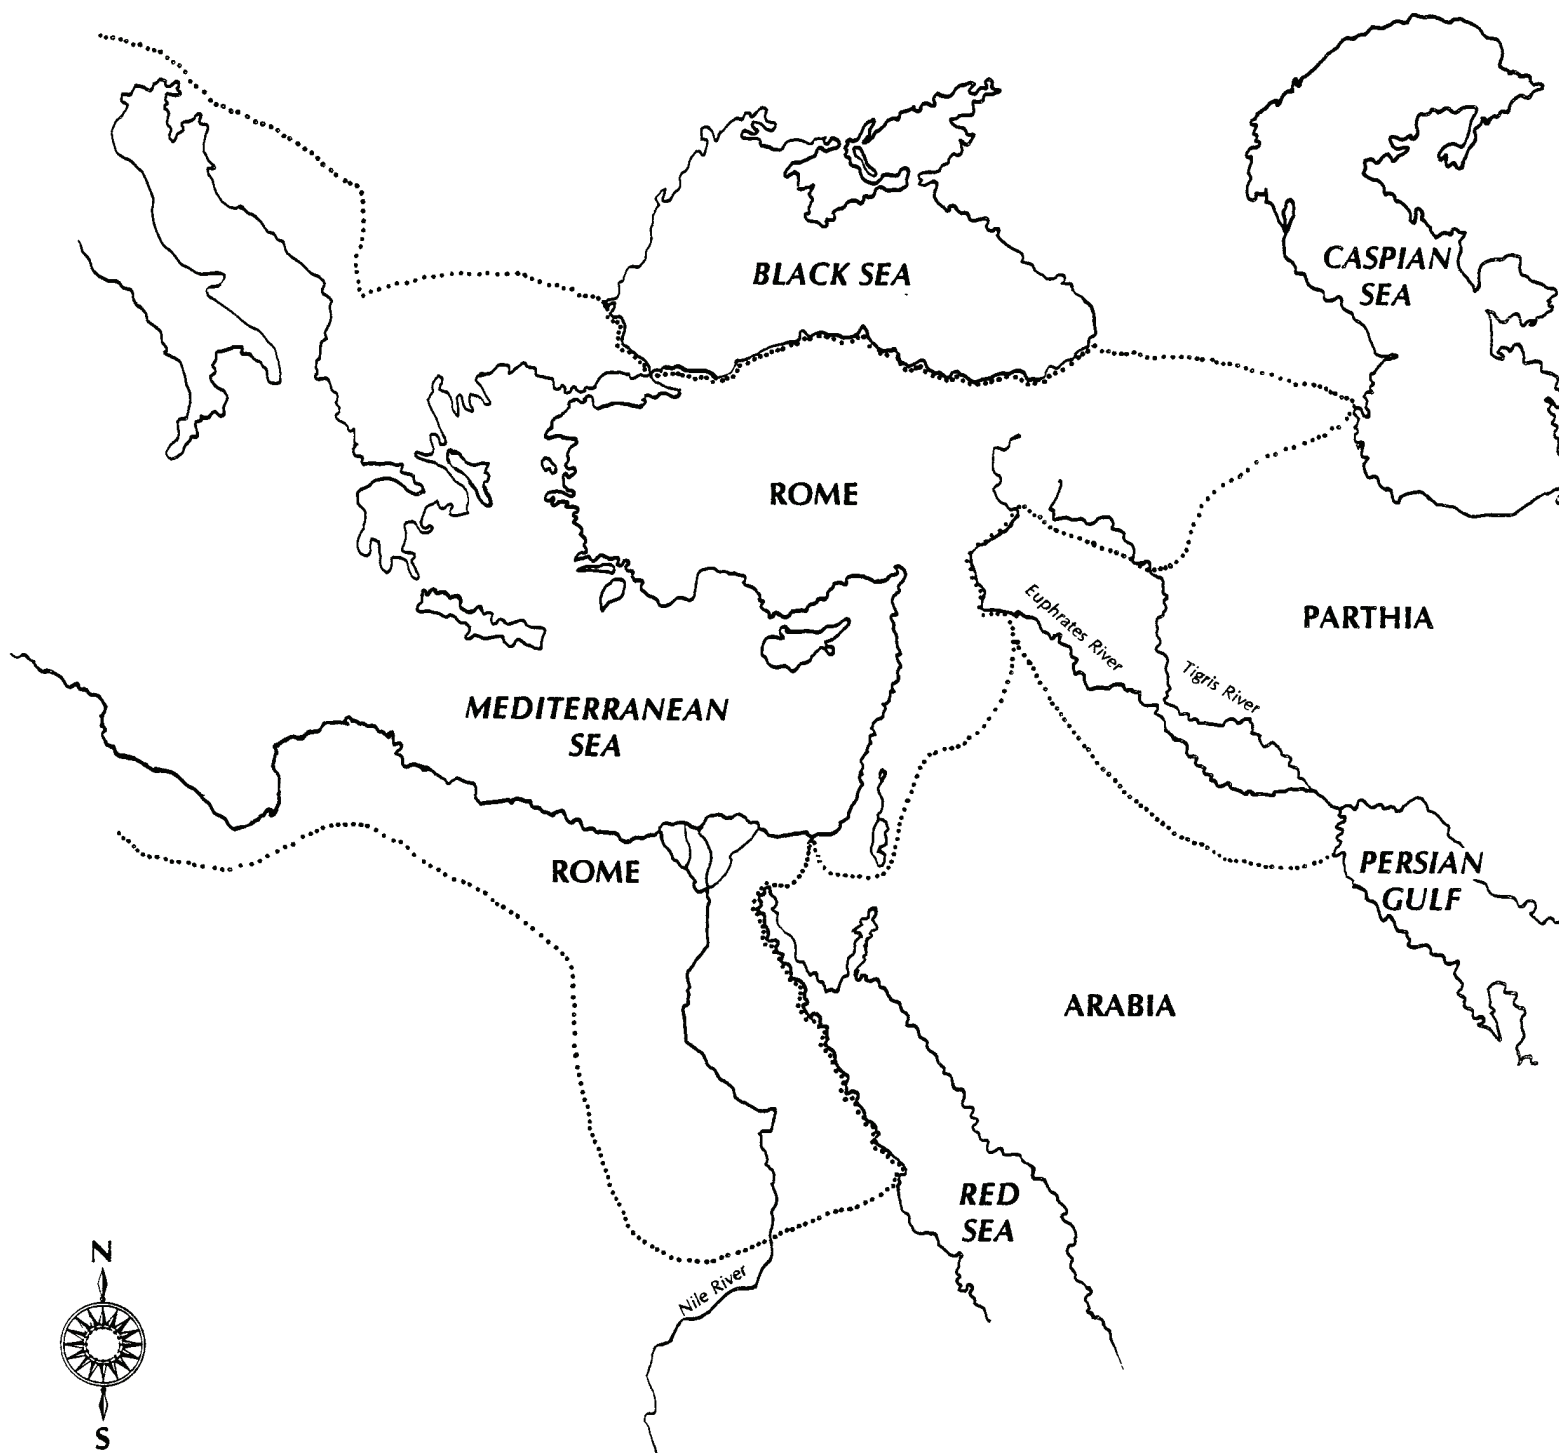 BLACK SEA
CASPIAN
SEA
ROME
Euphrates River
PARTHIA
Tigris River
MEDITERRANEAN
SEA
ROME
PERSIAN
GULF
ARABIA
RED
SEA
Nile River
N
S